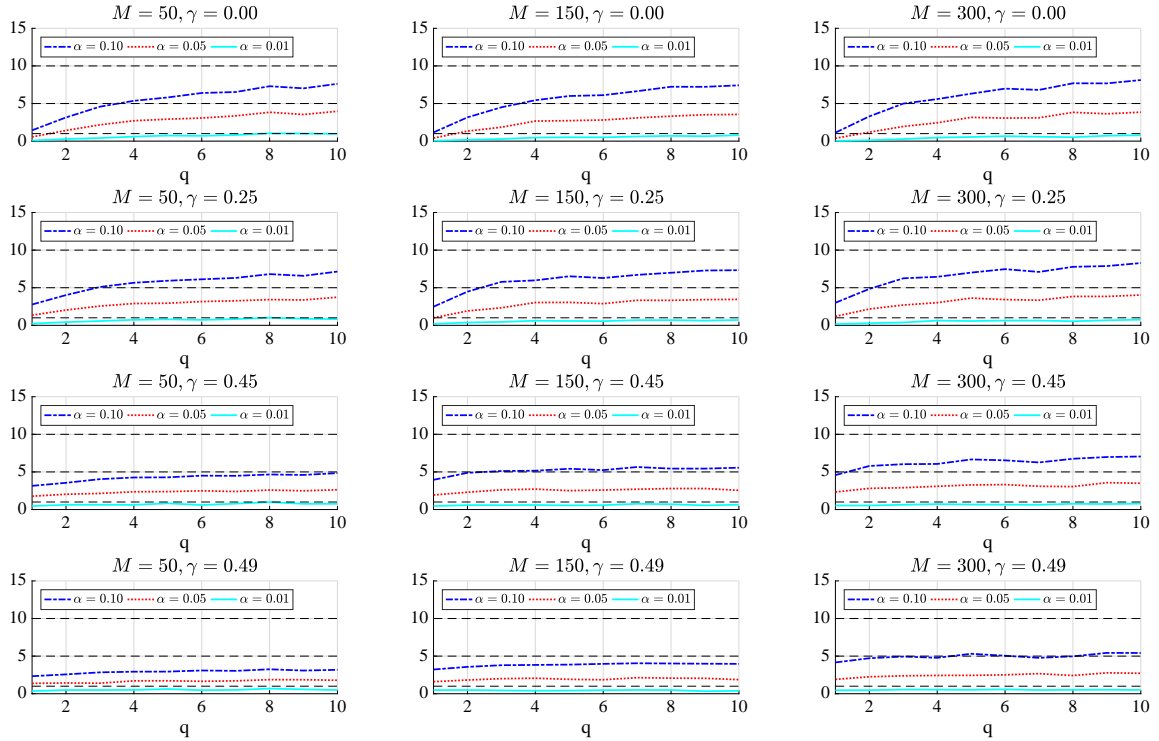 M = 50, γ = 0.00
M = 150, γ = 0.00
M = 300, γ = 0.00
15
10
5
0
α = 0.10 α = 0.05 α = 0.01
2 4 6 8 10
q
15
10
5
0
α = 0.10 α = 0.05 α = 0.01
2 4 6 8 10
q
15
10
5
0
α = 0.10 α = 0.05 α = 0.01
2 4 6 8 10
q
M = 50, γ = 0.25
M = 150, γ = 0.25
M = 300, γ = 0.25
15
10
5
0
α = 0.10 α = 0.05 α = 0.01
2 4 6 8 10
q
15
10
5
0
α = 0.10 α = 0.05 α = 0.01
2 4 6 8 10
q
15
10
5
0
α = 0.10 α = 0.05 α = 0.01
2 4 6 8 10
q
M = 50, γ = 0.45
M = 150, γ = 0.45
M = 300, γ = 0.45
15
10
5
0
α = 0.10 α = 0.05 α = 0.01
2 4 6 8 10
q
15
10
5
0
α = 0.10 α = 0.05 α = 0.01
2 4 6 8 10
q
15
10
5
0
α = 0.10 α = 0.05 α = 0.01
2 4 6 8 10
q
M = 50, γ = 0.49
M = 150, γ = 0.49
M = 300, γ = 0.49
15
10
5
0
α = 0.10 α = 0.05 α = 0.01
2 4 6 8 10
q
15
10
5
0
α = 0.10 α = 0.05 α = 0.01
2 4 6 8 10
q
15
10
5
0
α = 0.10 α = 0.05 α = 0.01
2 4 6 8 10
q